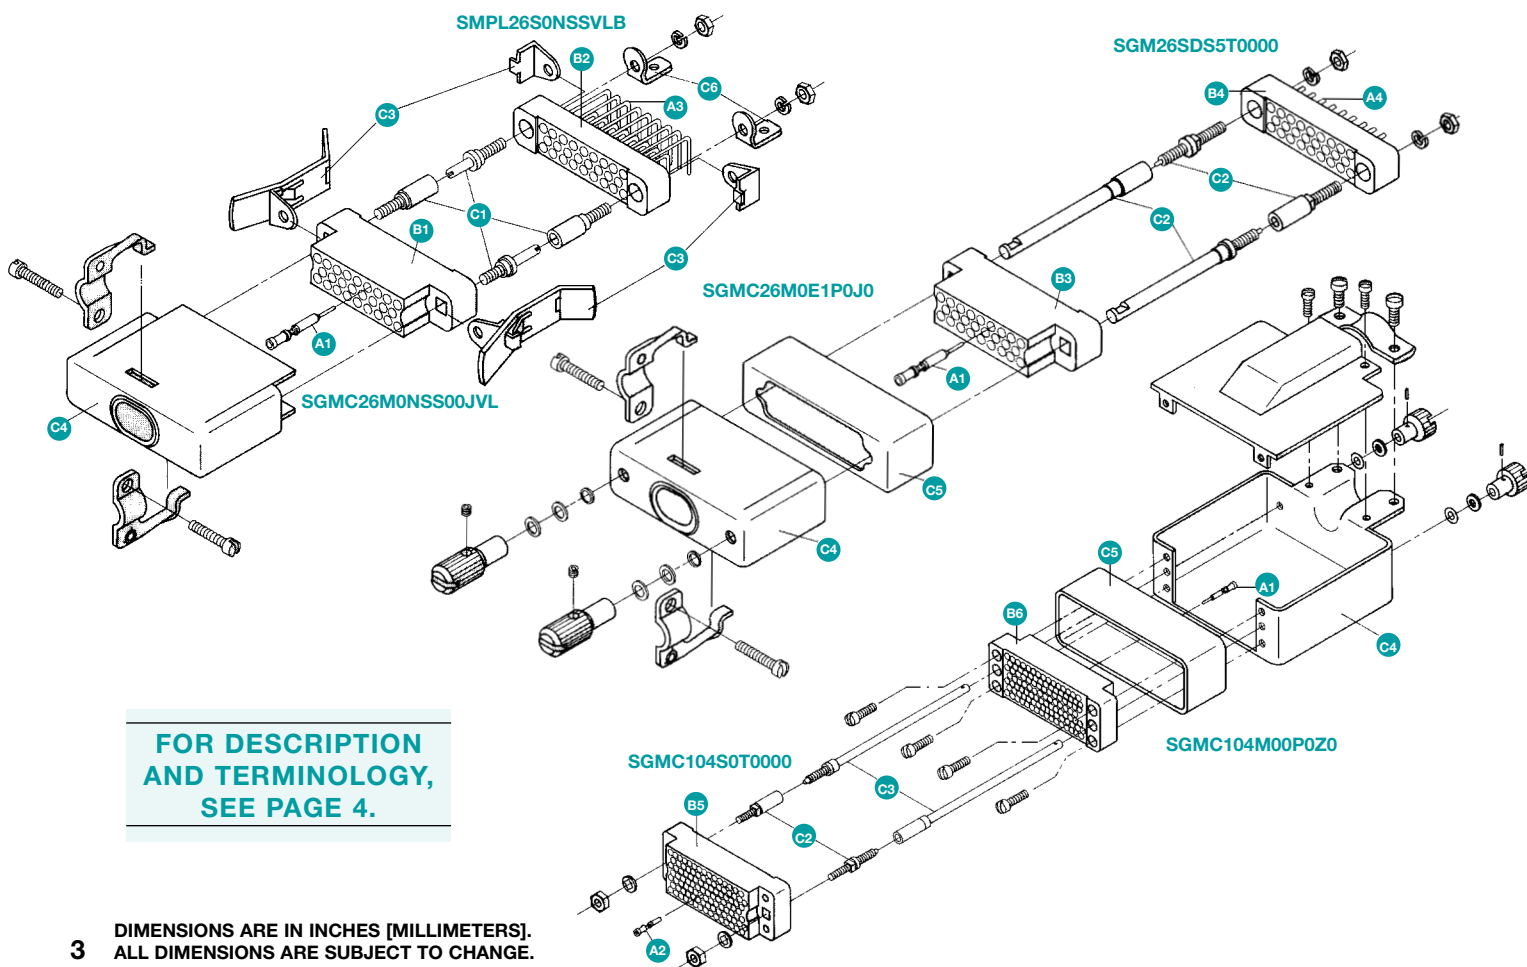 SMPL26S0NSSVLB
SGM26SDS5T0000
B2
C6
A3
C3
B4
A4
C2
C1
B1
C2
C3
B3
SGMC26M0E1P0J0
A1
A1
SGMC26M0NSS00JVL
C4
C5
C4
C5
A1
B6
C4
SGMC104M00P0Z0
SGMC104S0T0000
C3
B5
C2
A2
FOR DESCRIPTION
AND TERMINOLOGY,
SEE PAGE 4.
DIMENSIONS ARE IN INCHES [MILLIMETERS].
3 ALL DIMENSIONS ARE SUBJECT TO CHANGE.